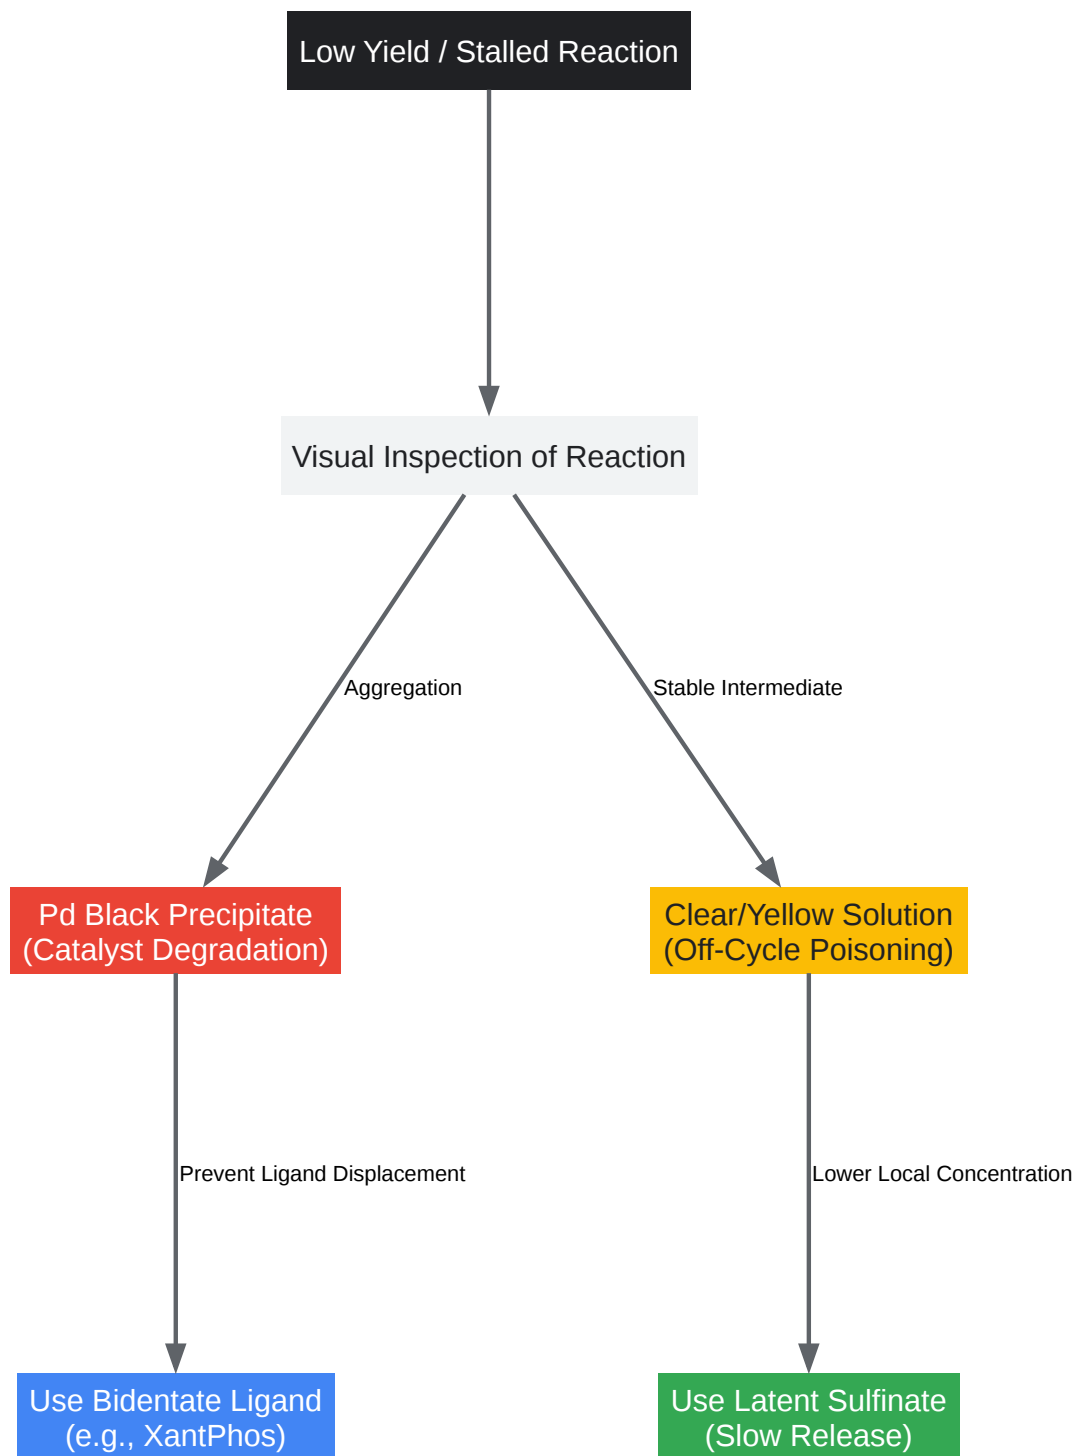 Low Yield / Stalled Reaction
Visual Inspection of Reaction
Aggregation
Stable Intermediate
Pd Black Precipitate
(Catalyst Degradation)
Clear/Yellow Solution
(Off-Cycle Poisoning)
Prevent Ligand Displacement
Lower Local Concentration
Use Bidentate Ligand
(e.g., XantPhos)
Use Latent Sulfinate
(Slow Release)